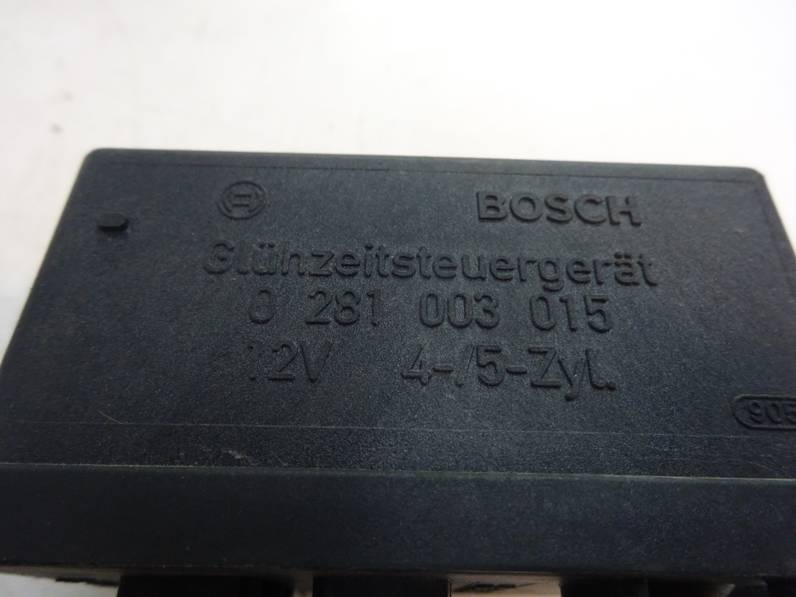 BOSCH
Glühzeitsteuergerät
0 281 003 015
12V 4-/5-Zyl.
905